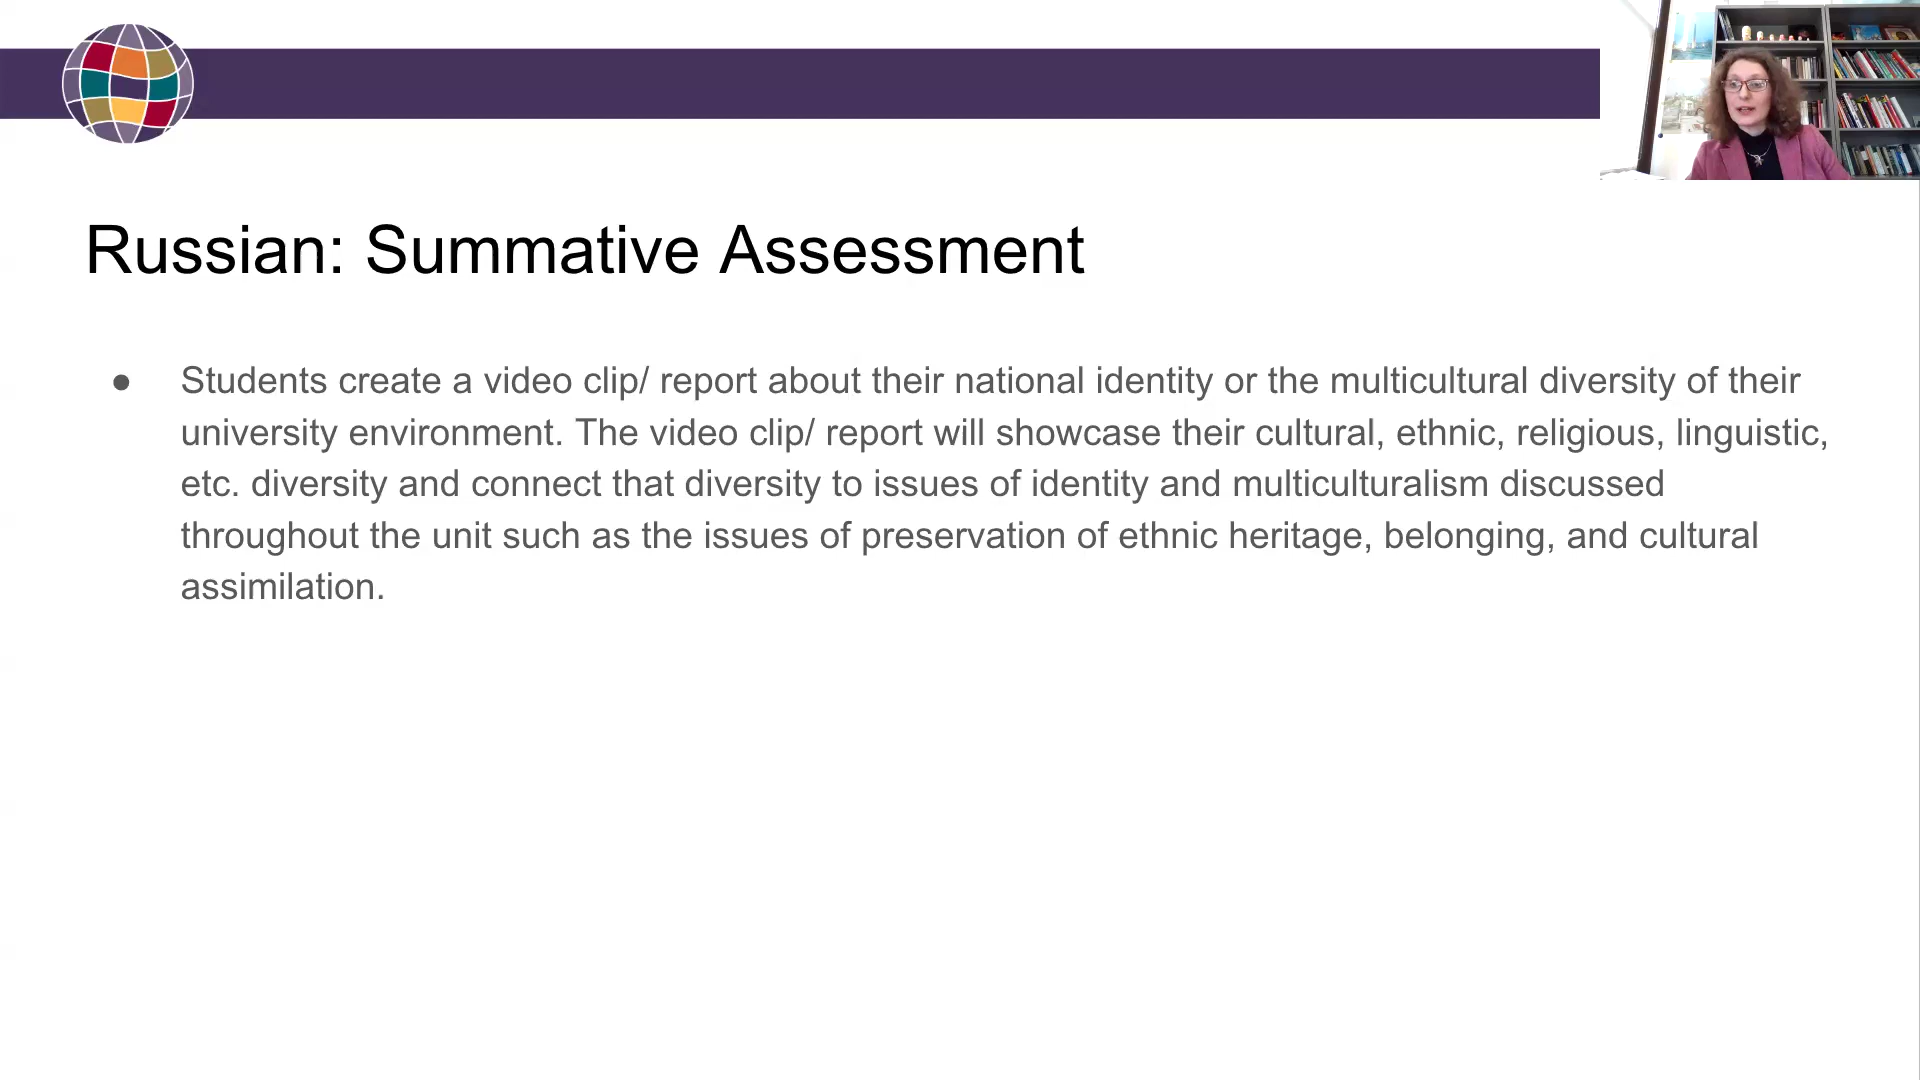 Russian: Summative Assessment
● Students create a video clip/ report about their national identity or the multicultural diversity of their
university environment. The video clip/ report will showcase their cultural, ethnic, religious, linguistic,
etc. diversity and connect that diversity to issues of identity and multiculturalism discussed
throughout the unit such as the issues of preservation of ethnic heritage, belonging, and cultural
assimilation.